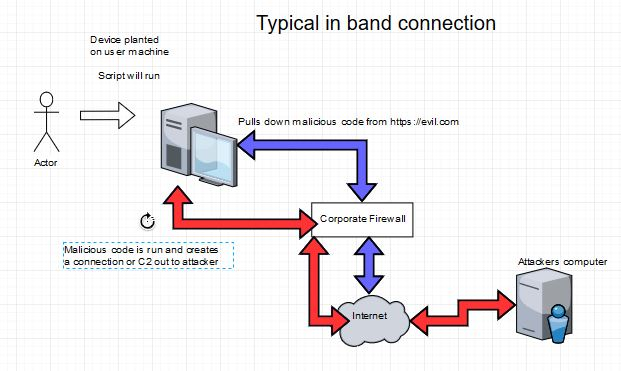 Typical in band connection
Device planted
on user machine
Script will run
Pulls down malicious code from https://evil.com
Actor
Corporate Firewall
Malicious code is run and creates
a connection or C2 out to attacker
Attackers computer
Internet